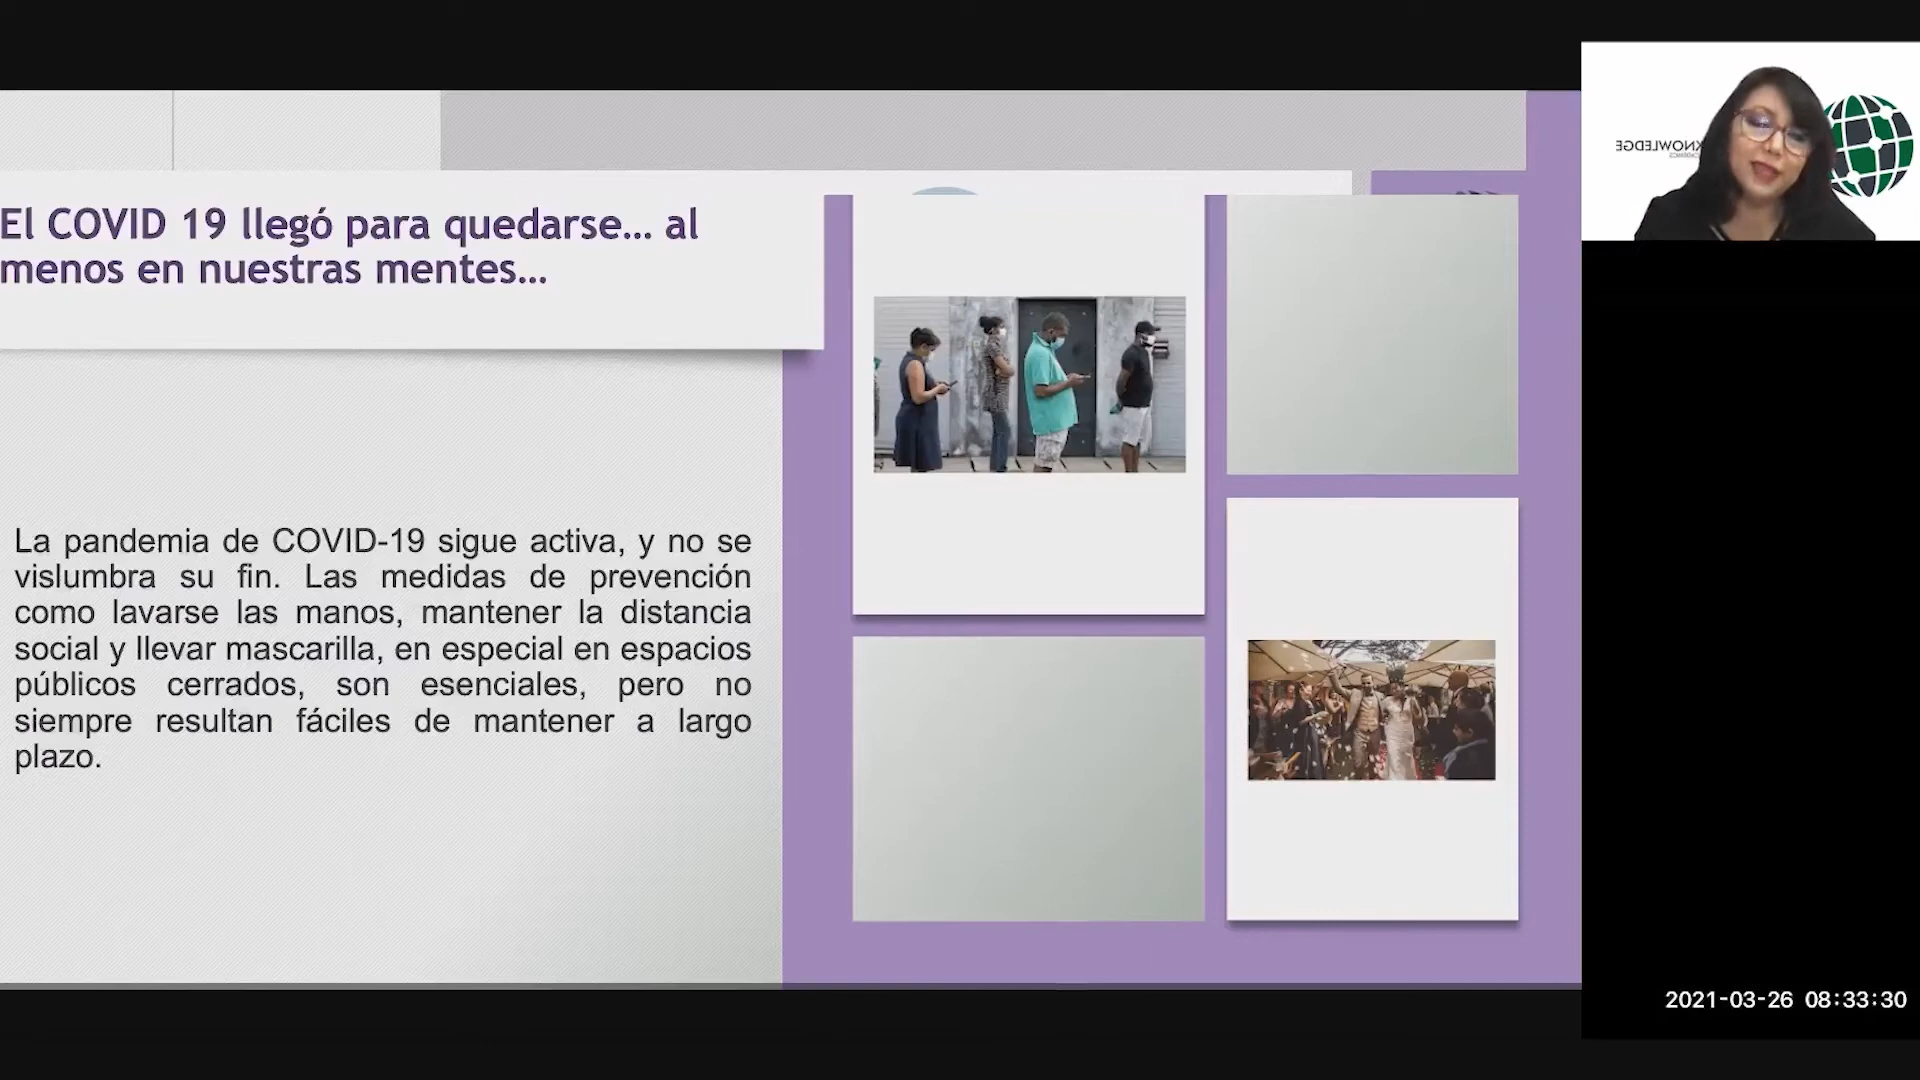 El COVID 19 llegó para quedarse... al
menos en nuestras mentes...
La pandemia de COVID-19 sigue activa, y no se
vislumbra su fin. Las medidas de prevención
como lavarse las manos, mantener la distancia
social y llevar mascarilla, en especial en espacios
públicos cerrados, son esenciales, pero no
siempre resultan fáciles de mantener a largo
plazo.
KNOWLEDGE
2021-03-26 08:33:30